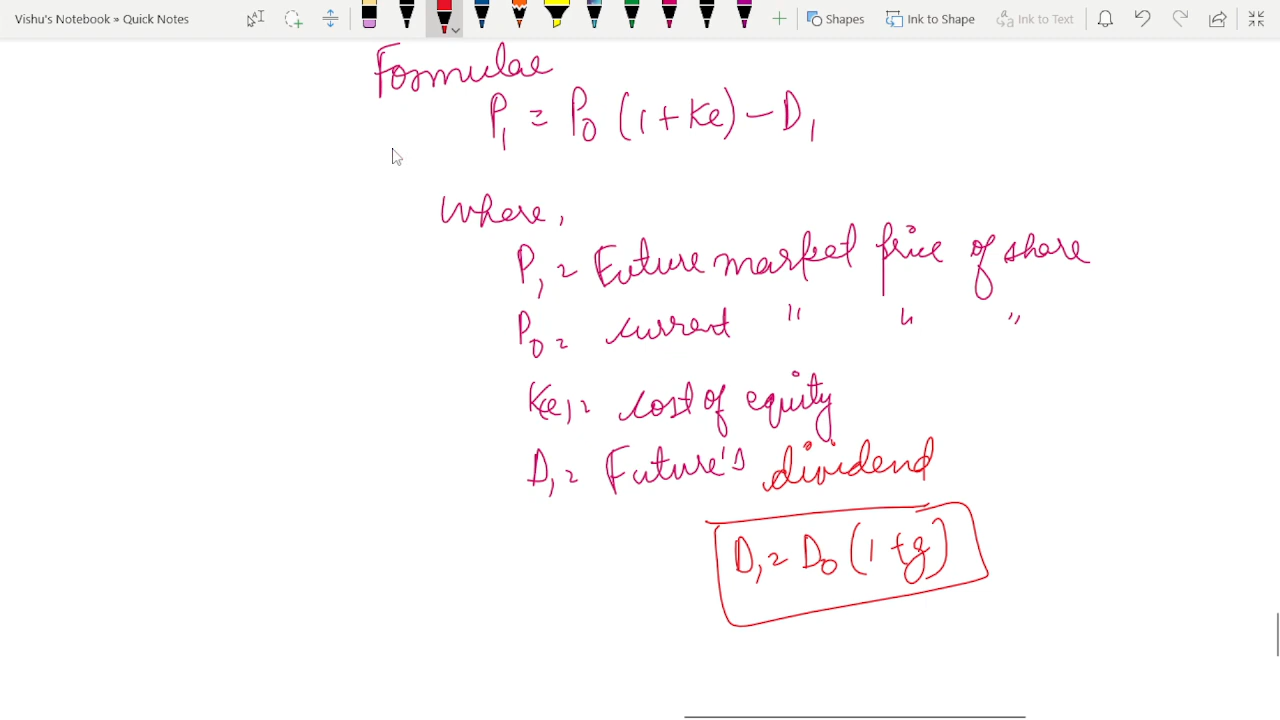 Vishu's Notebook » Quick Notes
Shapes
Ink to Shape
Ink to Text
Formulae
P₁ = P₀ (1 + Ke) − D₁
where,
P₁ = Future market price of share
P₀ = current " " "
Ke, = cost of equity
D₁ = Future's dividend
D₁ = D₀ (1 + g)